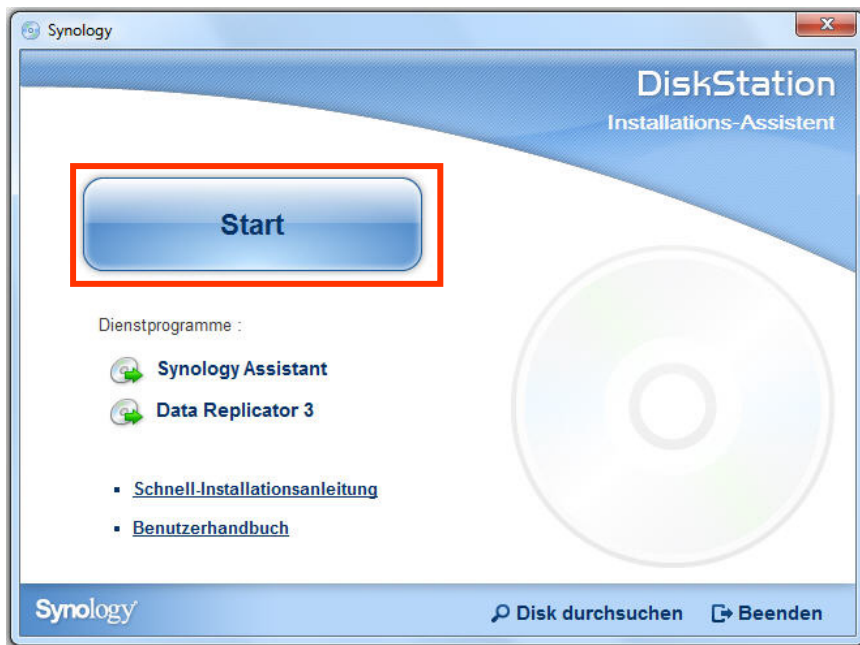 Synology
DiskStation
Installations-Assistent
Start
Dienstprogramme :
Synology Assistant
Data Replicator 3
Schnell-Installationsanleitung
Benutzerhandbuch
Synology
Disk durchsuchen
Beenden